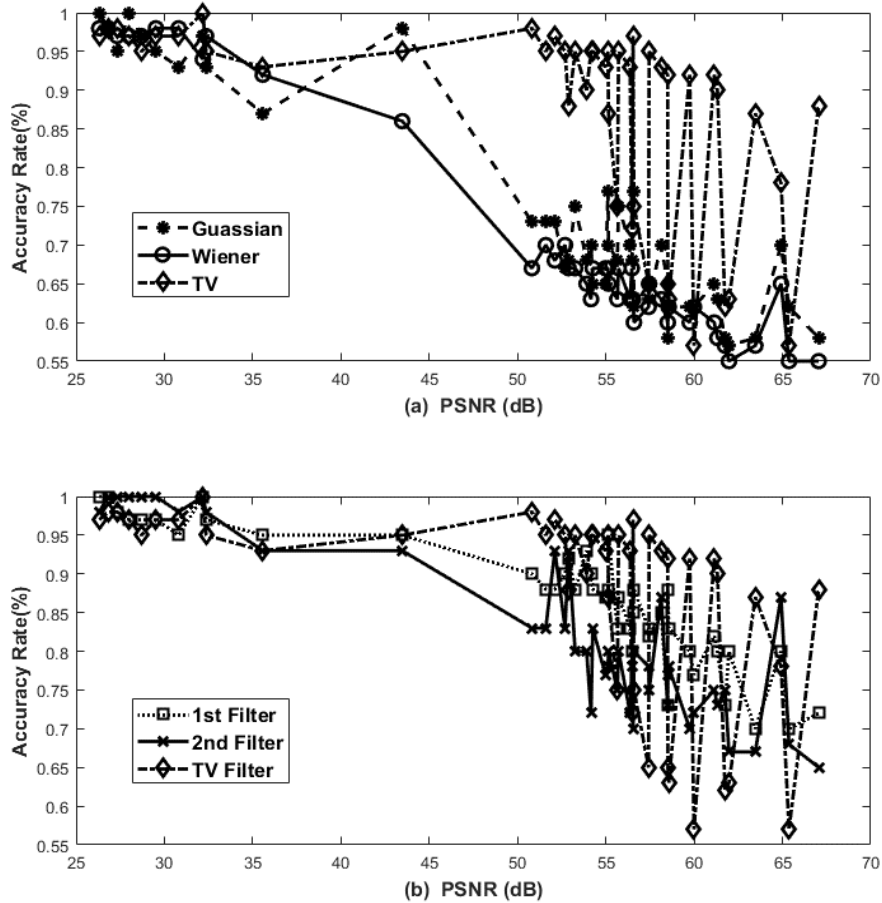 1
0.95
0.9
0.85
0.8
0.75
0.7
0.65
0.6
0.55
Accuracy Rate(%)
Guassian
Wiener
TV
25 30 35 40 45 50 55 60 65 70
(a) PSNR (dB)
1
0.95
0.9
0.85
0.8
0.75
0.7
0.65
0.6
0.55
Accuracy Rate(%)
1st Filter
2nd Filter
TV Filter
25 30 35 40 45 50 55 60 65 70
(b) PSNR (dB)